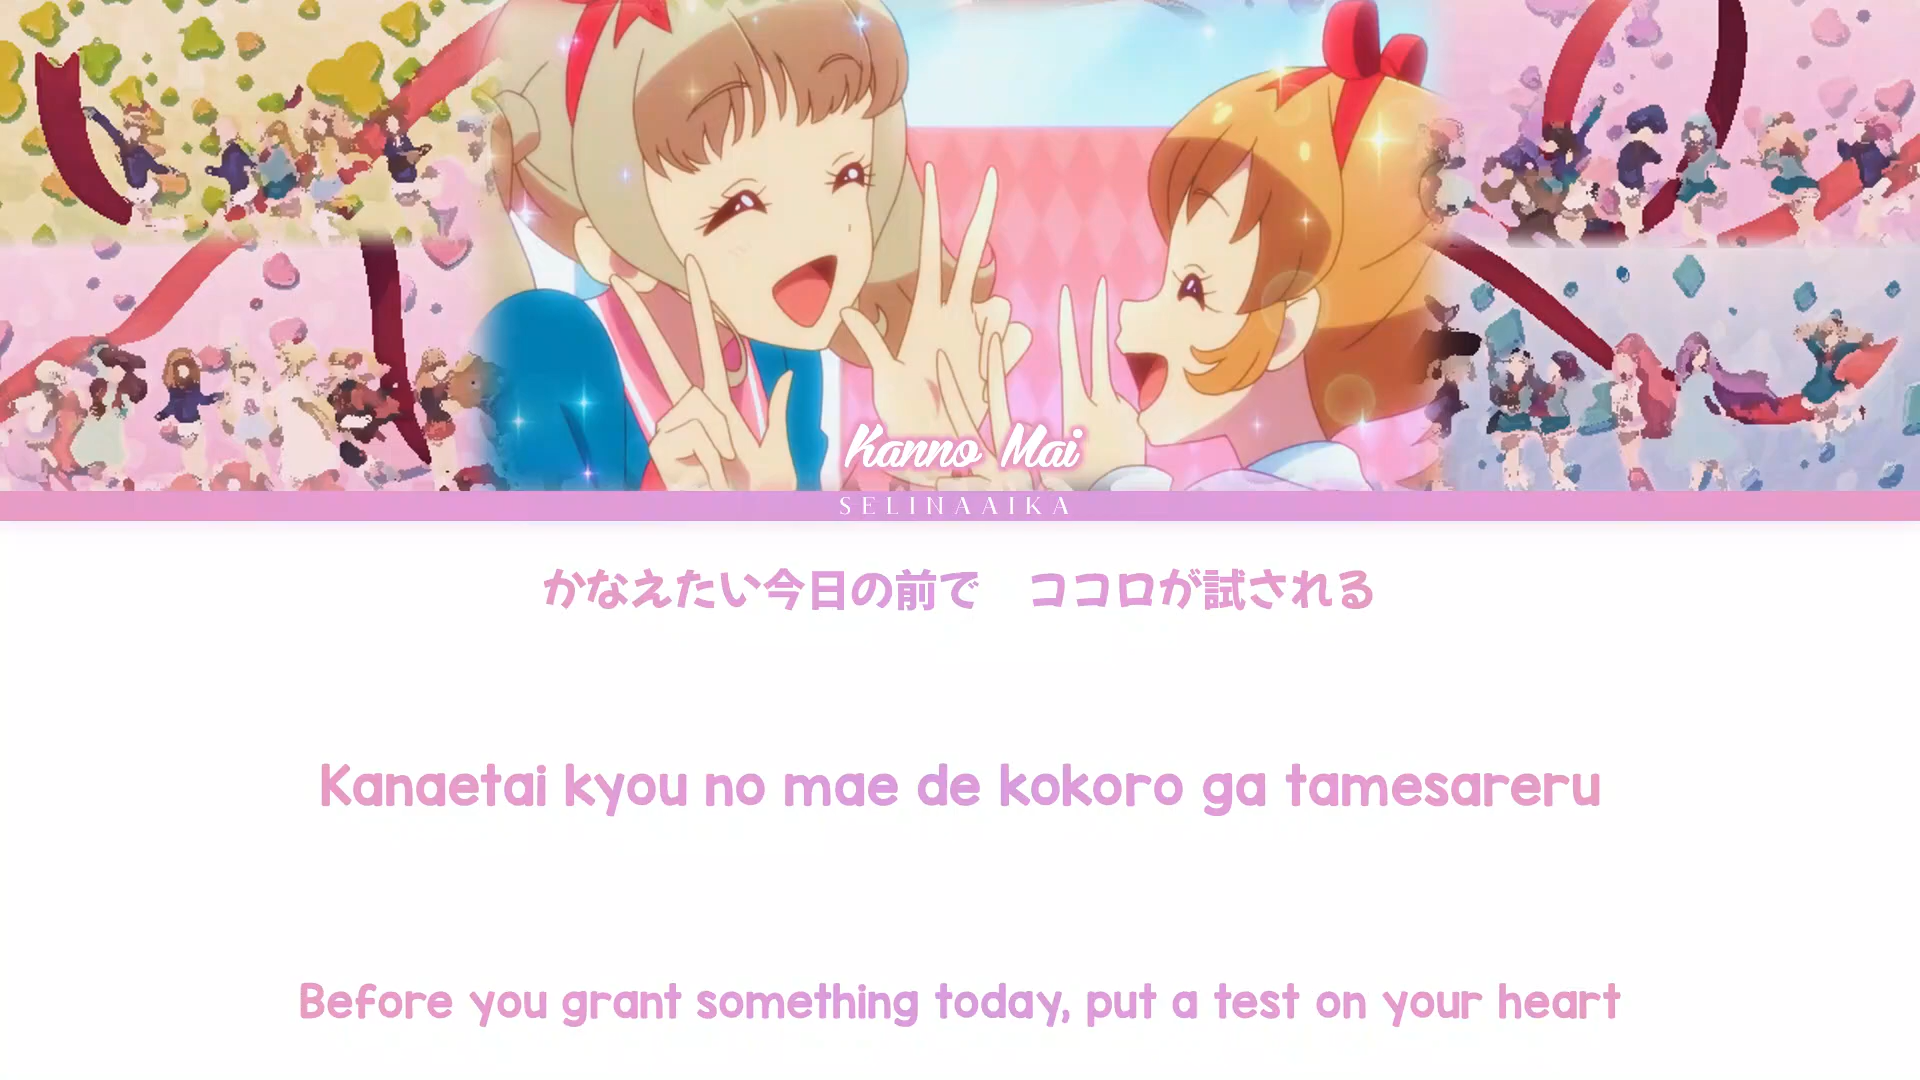 Kanno Mai
SELINAAIKA
かなえたい今日の前で　ココロが試される
Kanaetai kyou no mae de kokoro ga tamesareru
Before you grant something today, put a test on your heart